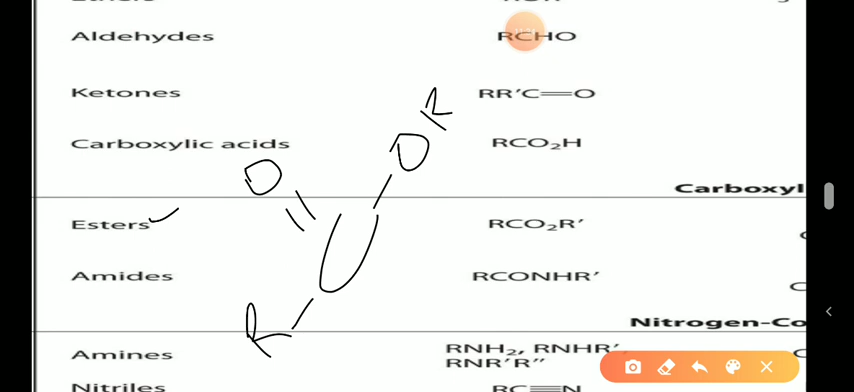 Aldehydes RCHO
Ketones RR′C=O
R
Carboxylic acids RCO₂H
O
O
Carboxyl
Esters RCO₂R′
C
Amides RCONHR′
R
Nitrogen-Co
Amines RNH₂, RNHR′,
RNR′R″
Nitriles RC≡N